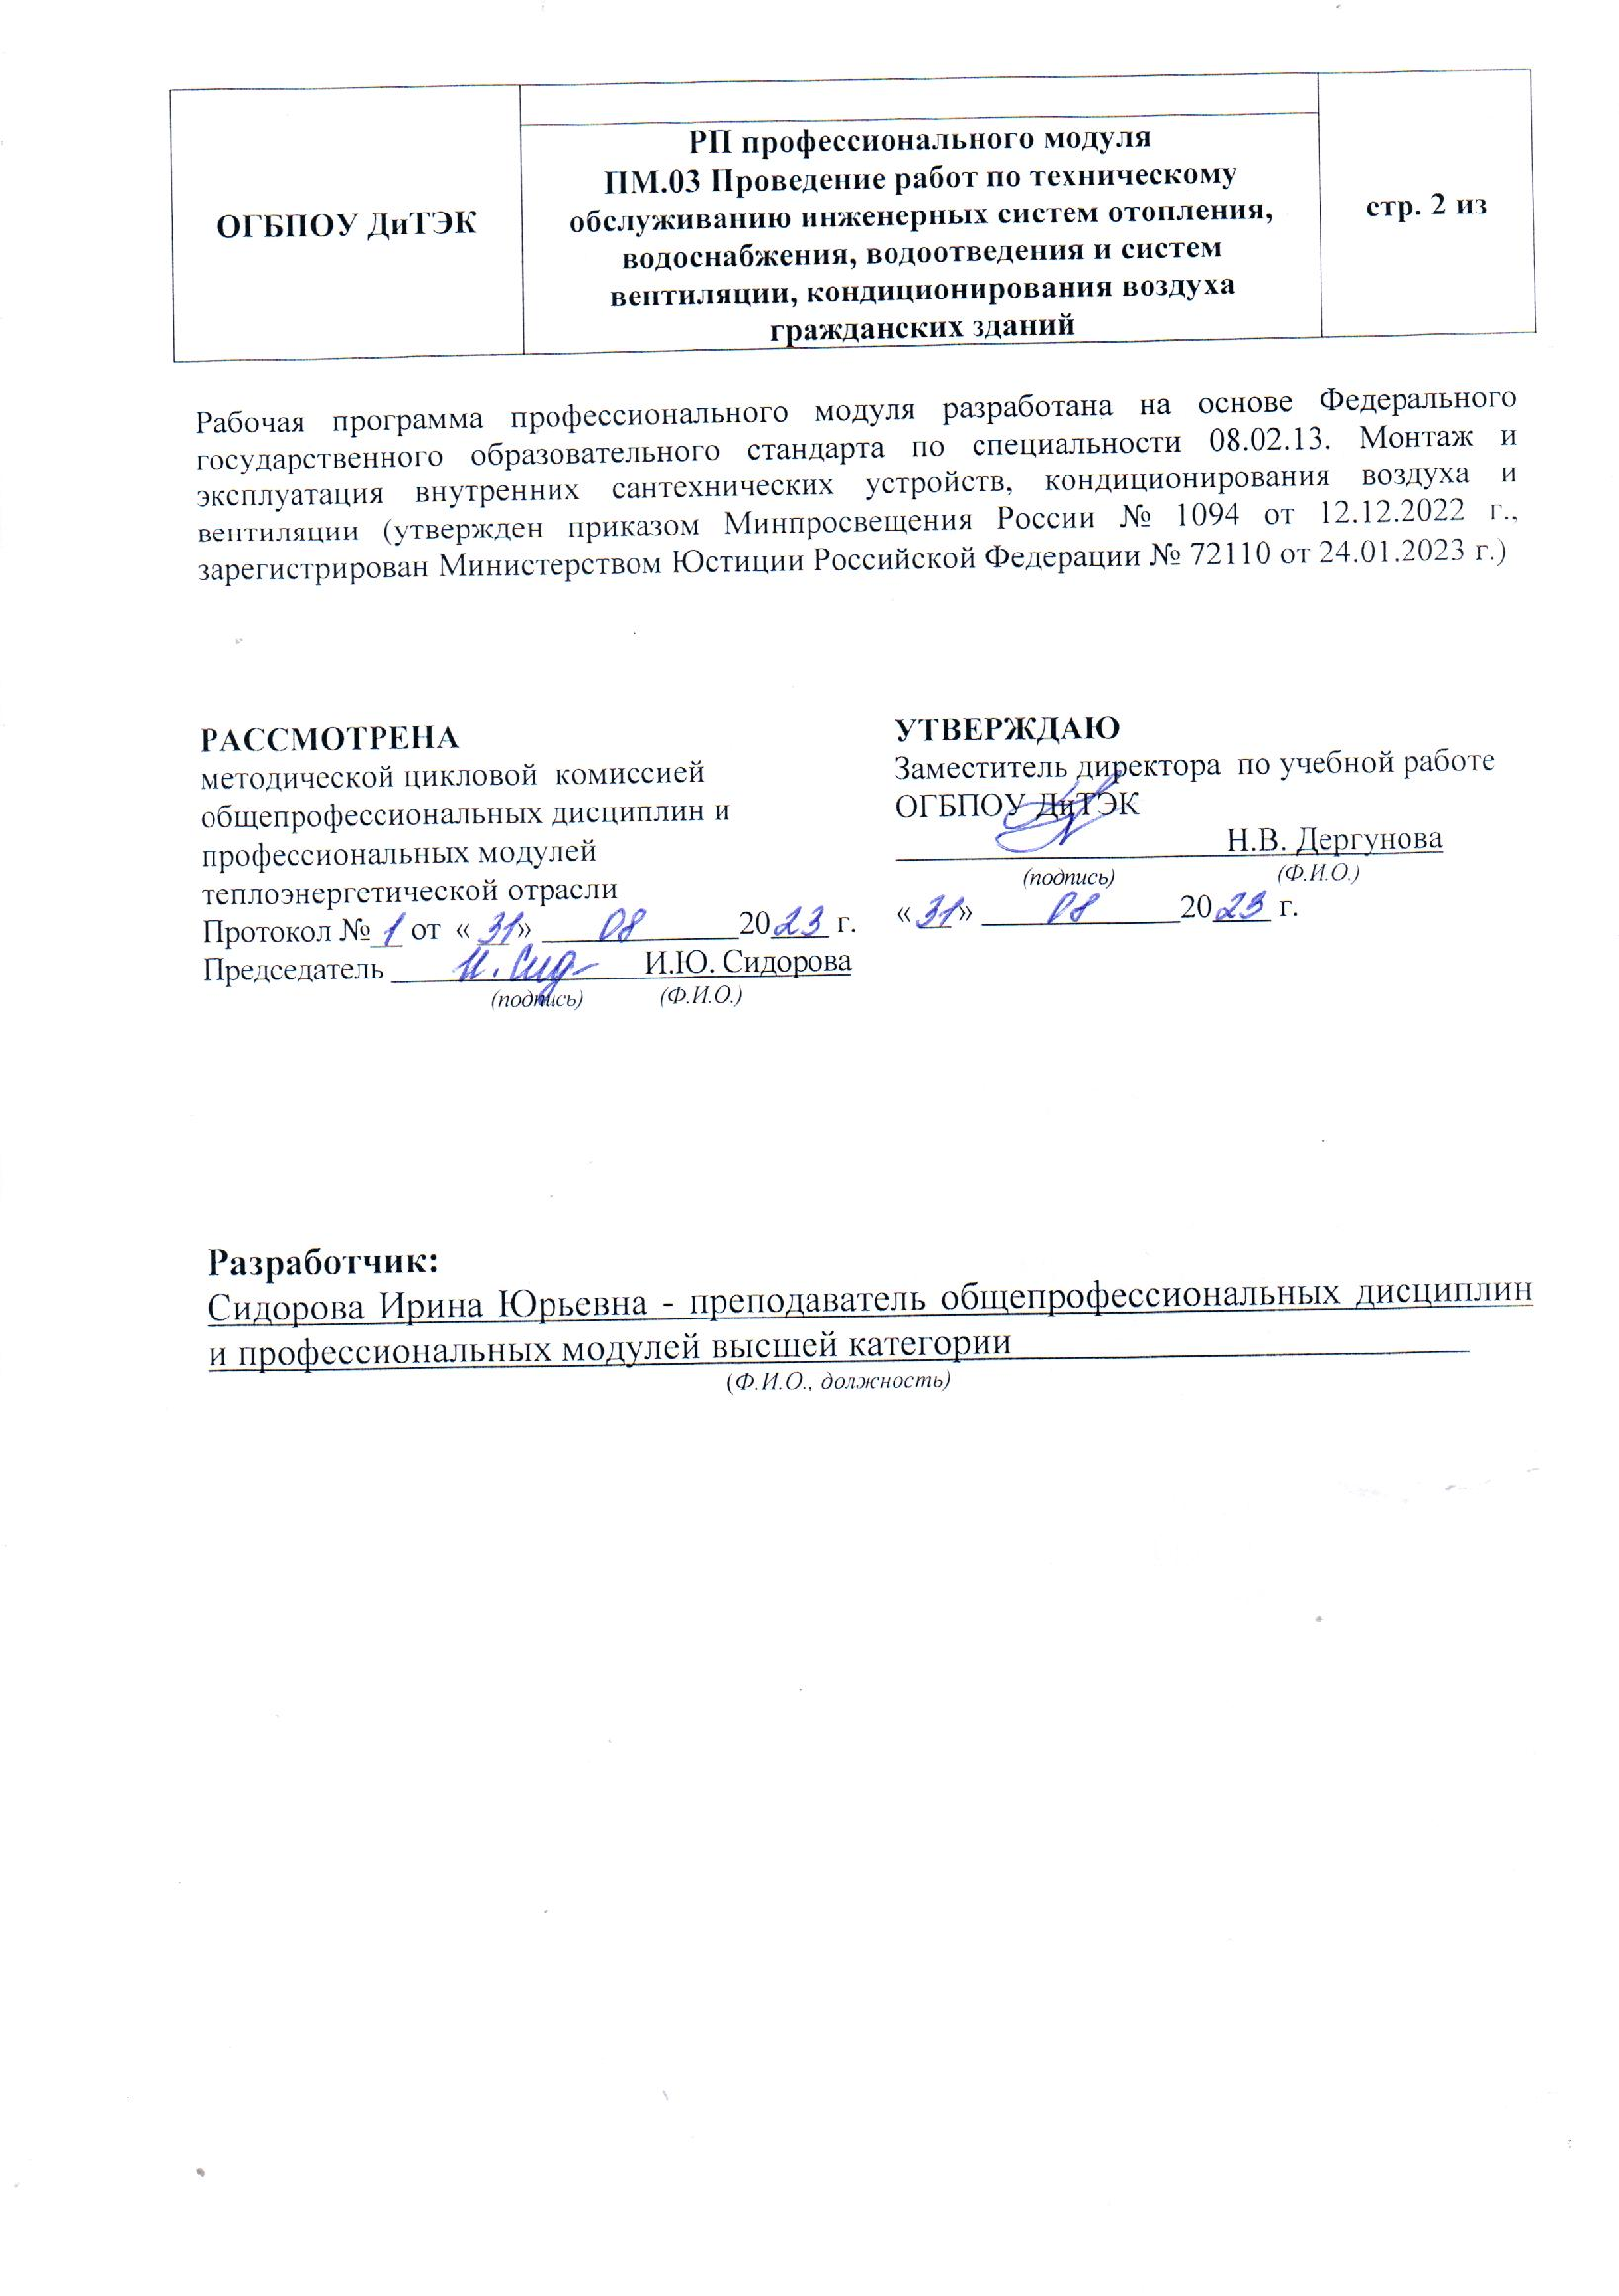 ОГБПОУ ДиТЭК
РП профессионального модуля
ПМ.03 Проведение работ по техническому
обслуживанию инженерных систем отопления,
водоснабжения, водоотведения и систем
вентиляции, кондиционирования воздуха
гражданских зданий
стр. 2 из
Рабочая программа профессионального модуля разработана на основе Федерального
государственного образовательного стандарта по специальности 08.02.13. Монтаж и
эксплуатация внутренних сантехнических устройств, кондиционирования воздуха и
вентиляции (утвержден приказом Минпросвещения России № 1094 от 12.12.2022 г.,
зарегистрирован Министерством Юстиции Российской Федерации № 72110 от 24.01.2023 г.)
РАССМОТРЕНА
методической цикловой комиссией
общепрофессиональных дисциплин и
профессиональных модулей
теплоэнергетической отрасли
Протокол № 1 от « 31 » 08 2023 г.
Председатель И. Сид И.Ю. Сидорова
(подпись) (Ф.И.О.)
УТВЕРЖДАЮ
Заместитель директора по учебной работе
ОГБПОУ ДиТЭК
Н.В. Дергунова
(подпись) (Ф.И.О.)
« 31 » 08 2023 г.
Разработчик:
Сидорова Ирина Юрьевна - преподаватель общепрофессиональных дисциплин
и профессиональных модулей высшей категории
(Ф.И.О., должность)